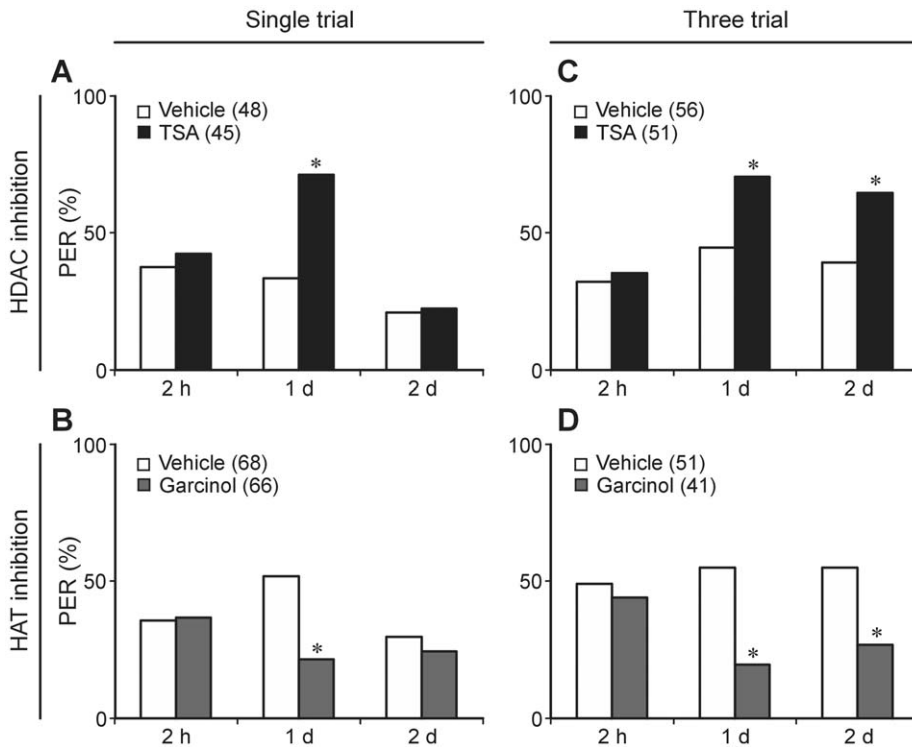 Single trial
Three trial
HDAC inhibition
A
PER (%)
100
50
0
Vehicle (48)
TSA (45)
*
2 h
1 d
2 d
C
100
50
0
Vehicle (56)
TSA (51)
*
*
2 h
1 d
2 d
HAT inhibition
B
PER (%)
100
50
0
Vehicle (68)
Garcinol (66)
*
2 h
1 d
2 d
D
100
50
0
Vehicle (51)
Garcinol (41)
*
*
2 h
1 d
2 d